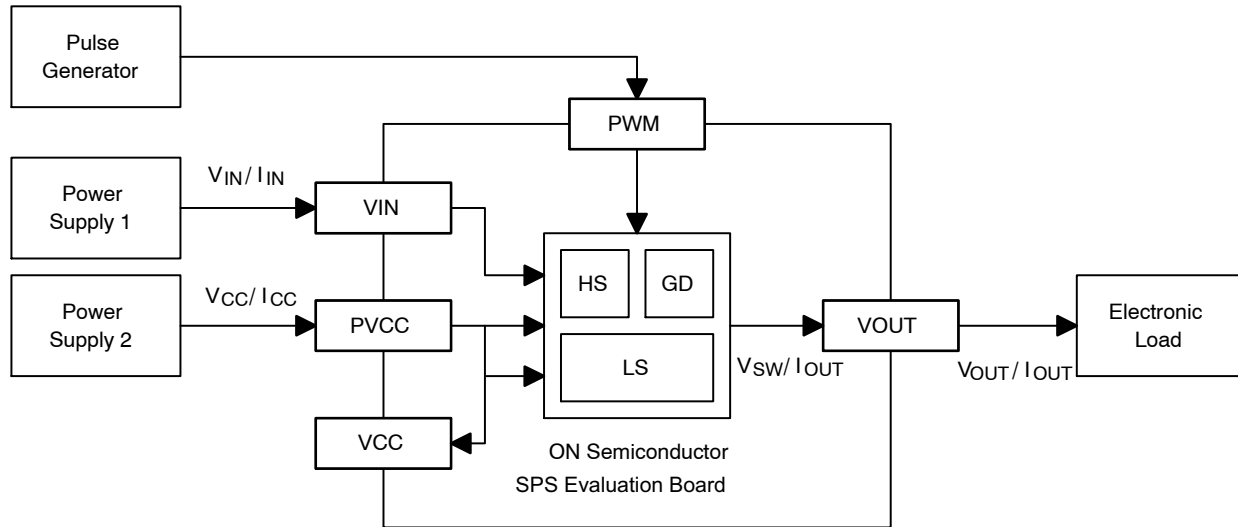 Pulse
Generator
PWM
Power
Supply 1
VIN / IIN
VIN
HS
GD
Power
Supply 2
VCC / ICC
PVCC
LS
VSW / IOUT
VOUT
VOUT / IOUT
Electronic
Load
VCC
ON Semiconductor
SPS Evaluation Board